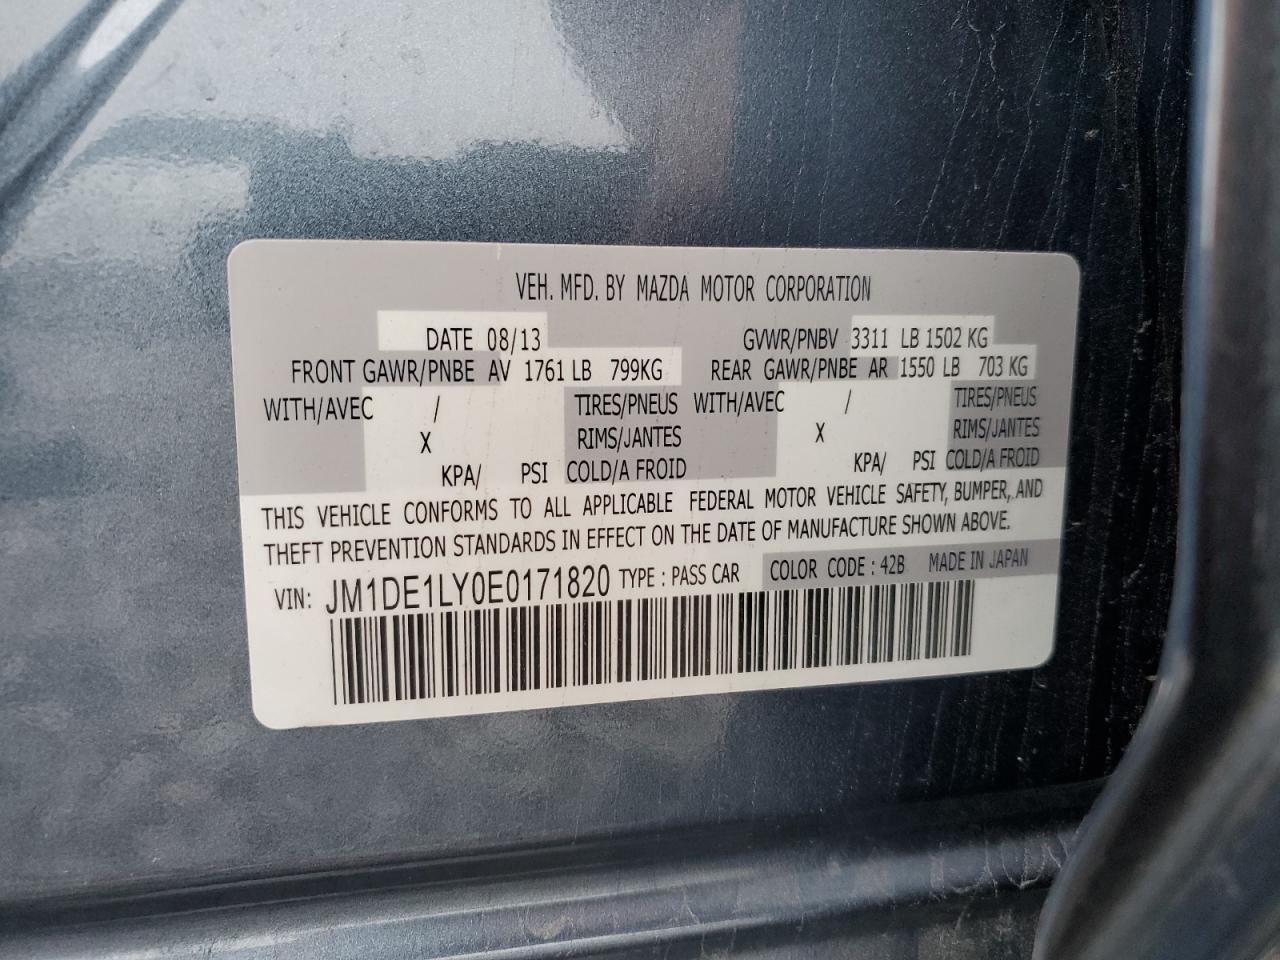 VEH. MFD. BY MAZDA MOTOR CORPORATION
DATE 08/13 GVWR/PNBV 3311 LB 1502 KG
FRONT GAWR/PNBE AV 1761 LB 799KG REAR GAWR/PNBE AR 1550 LB 703 KG
WITH/AVEC / TIRES/PNEUS WITH/AVEC / TIRES/PNEUS
X RIMS/JANTES X RIMS/JANTES
KPA/ PSI COLD/A FROID KPA/ PSI COLD/A FROID
THIS VEHICLE CONFORMS TO ALL APPLICABLE FEDERAL MOTOR VEHICLE SAFETY, BUMPER, AND
THEFT PREVENTION STANDARDS IN EFFECT ON THE DATE OF MANUFACTURE SHOWN ABOVE.
VIN: JM1DE1LY0E0171820 TYPE : PASS CAR COLOR CODE : 42B MADE IN JAPAN